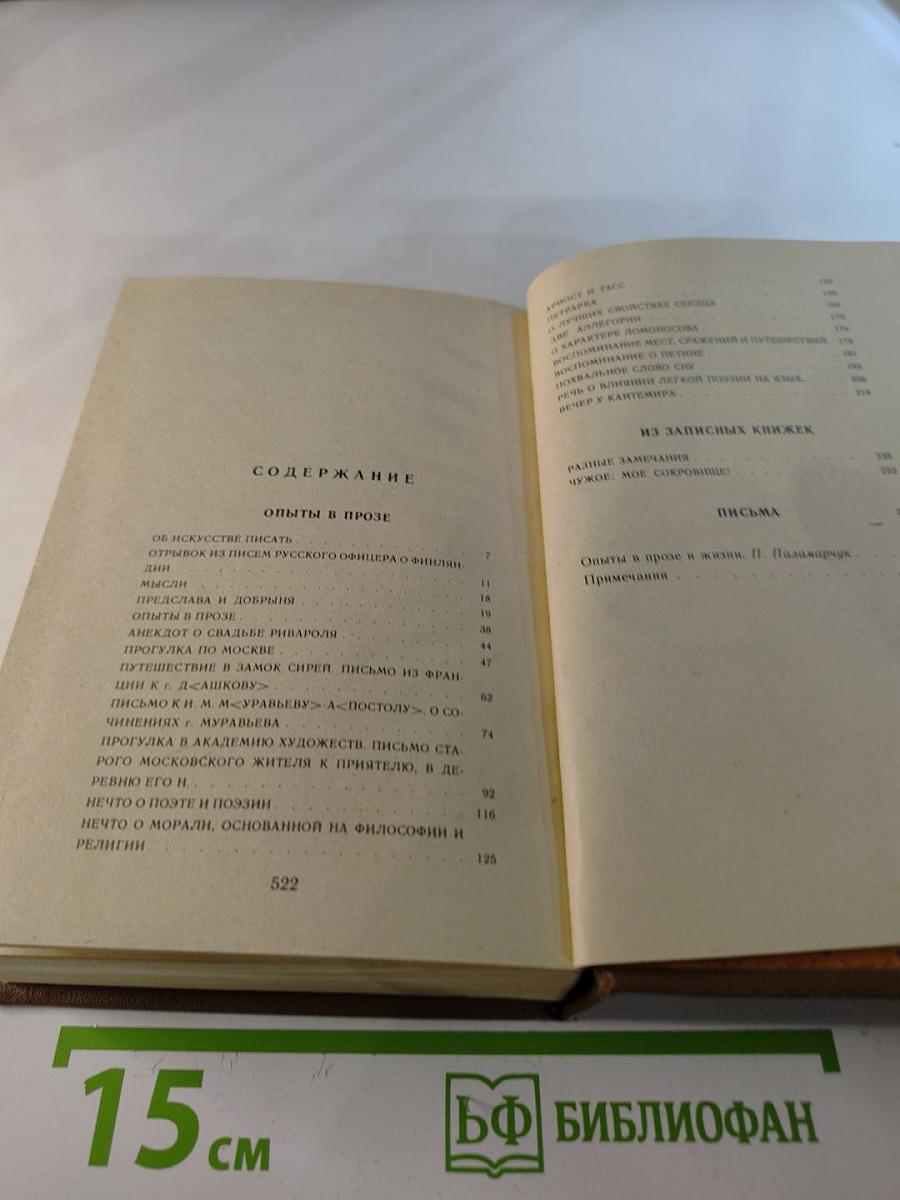 СОДЕРЖАНИЕ
ОПЫТЫ В ПРОЗЕ
ОБ ИСКУССТВЕ ПИСАТЬ 7
ОТРЫВОК ИЗ ПИСЕМ РУССКОГО ОФИЦЕРА О ФИНЛЯН-
ДИИ 11
МЫСЛИ 18
ПРЕДСЛАВА И ДОБРЫНЯ 19
ОПЫТЫ В ПРОЗЕ 38
АНЕКДОТ О СВАДЬБЕ РИВАРОЛЯ 44
ПРОГУЛКА ПО МОСКВЕ 47
ПУТЕШЕСТВИЕ В ЗАМОК СИРЕЙ. ПИСЬМО ИЗ ФРАН-
ЦИИ К г. Д<АШКОВУ> 62
ПИСЬМО К И. М. М<УРАВЬЕВУ>-А<ПОСТОЛУ>. О СО-
ЧИНЕНИЯХ г. МУРАВЬЕВА 74
ПРОГУЛКА В АКАДЕМИЮ ХУДОЖЕСТВ. ПИСЬМО СТА-
РОГО МОСКОВСКОГО ЖИТЕЛЯ К ПРИЯТЕЛЮ, В ДЕ-
РЕВНЮ ЕГО Н. 92
НЕЧТО О ПОЭТЕ И ПОЭЗИИ 116
НЕЧТО О МОРАЛИ, ОСНОВАННОЙ НА ФИЛОСОФИИ И
РЕЛИГИИ 125
522
АРИОСТ И ТАСС
ПЕТРАРКА
О ЛУЧШИХ СВОЙСТВАХ СЕРДЦА
ДВЕ АЛЛЕГОРИИ
О ХАРАКТЕРЕ ЛОМОНОСОВА 174
ВОСПОМИНАНИЕ МЕСТ, СРАЖЕНИЙ И ПУТЕШЕСТВИЙ
ВОСПОМИНАНИЕ О ПЕТИНЕ
ПОХВАЛЬНОЕ СЛОВО СНУ
РЕЧЬ О ВЛИЯНИИ ЛЕГКОЙ ПОЭЗИИ НА ЯЗЫК
ВЕЧЕР У КАНТЕМИРА
ИЗ ЗАПИСНЫХ КНИЖЕК
РАЗНЫЕ ЗАМЕЧАНИЯ
ЧУЖОЕ: МОЕ СОКРОВИЩЕ! 252
ПИСЬМА
Опыты в прозе и жизни. П. Паламарчук
Примечания
15 см
БФ БИБЛИОФАН